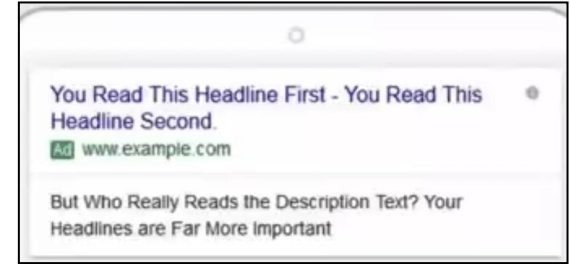 You Read This Headline First - You Read This
Headline Second.
Ad www.example.com
But Who Really Reads the Description Text? Your
Headlines are Far More Important